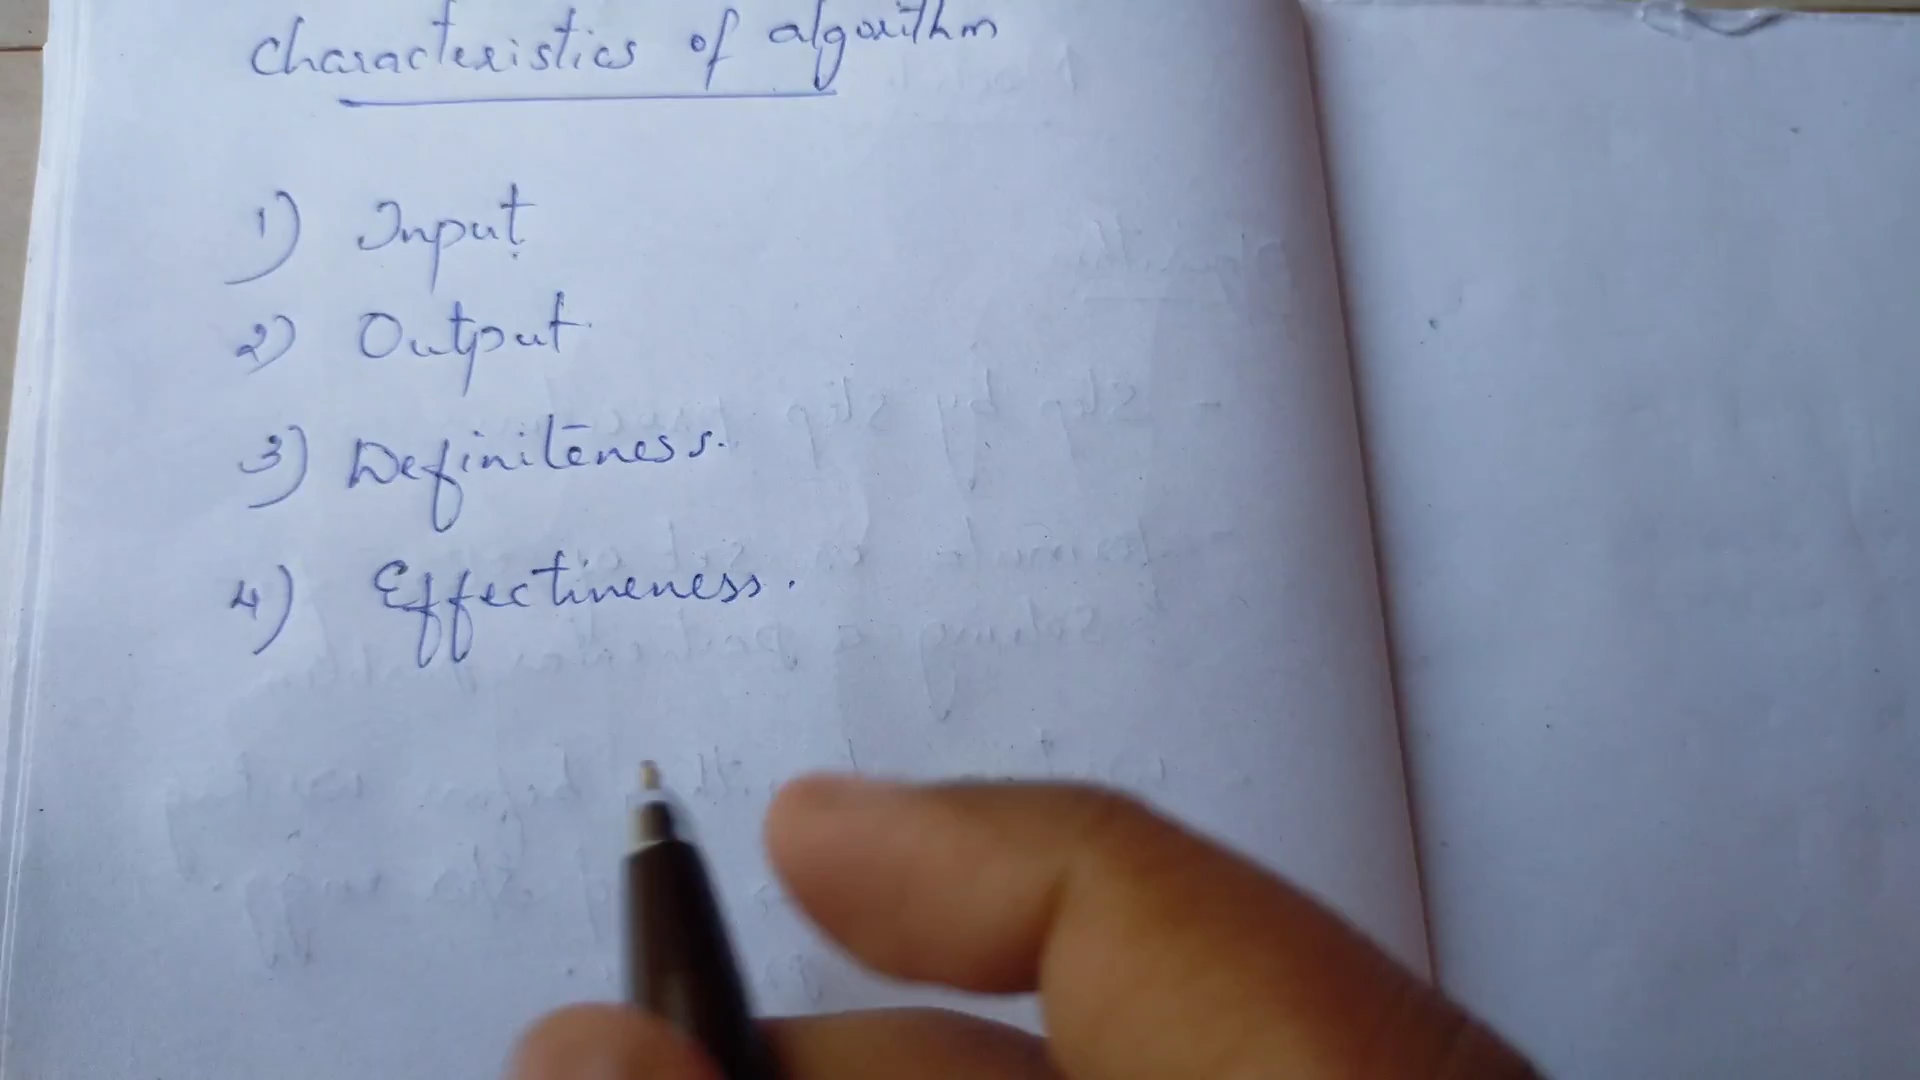 characteristics of algorithm
1) Input
2) Output
3) Definiteness.
4) Effectiveness.